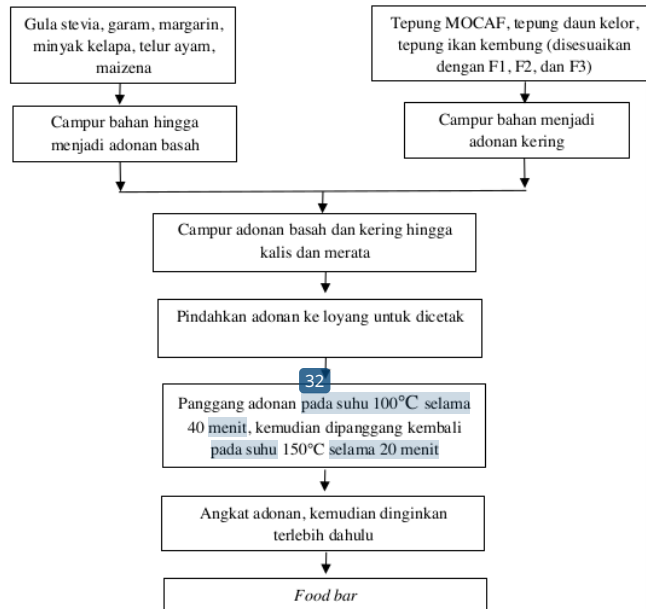 Gula stevia, garam, margarin,
minyak kelapa, telur ayam,
maizena
Tepung MOCAF, tepung daun kelor,
tepung ikan kembung (disesuaikan
dengan F1, F2, dan F3)
Campur bahan hingga
menjadi adonan basah
Campur bahan menjadi
adonan kering
Campur adonan basah dan kering hingga
kalis dan merata
Pindahkan adonan ke loyang untuk dicetak
32
Panggang adonan pada suhu 100°C selama
40 menit, kemudian dipanggang kembali
pada suhu 150°C selama 20 menit
Angkat adonan, kemudian dinginkan
terlebih dahulu
Food bar